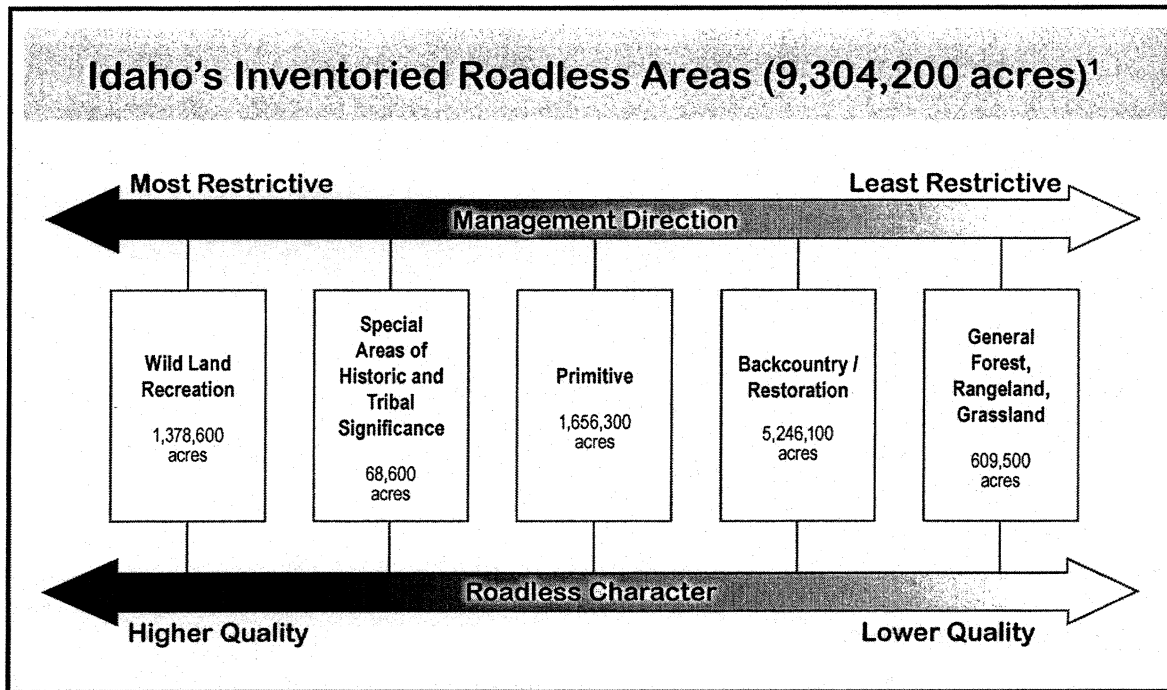 Idaho's Inventoried Roadless Areas (9,304,200 acres)¹
Most Restrictive
Least Restrictive
Management Direction
Wild Land
Recreation
1,378,600
acres
Special
Areas of
Historic and
Tribal
Significance
68,600
acres
Primitive
1,656,300
acres
Backcountry /
Restoration
5,246,100
acres
General
Forest,
Rangeland,
Grassland
609,500
acres
Roadless Character
Higher Quality
Lower Quality